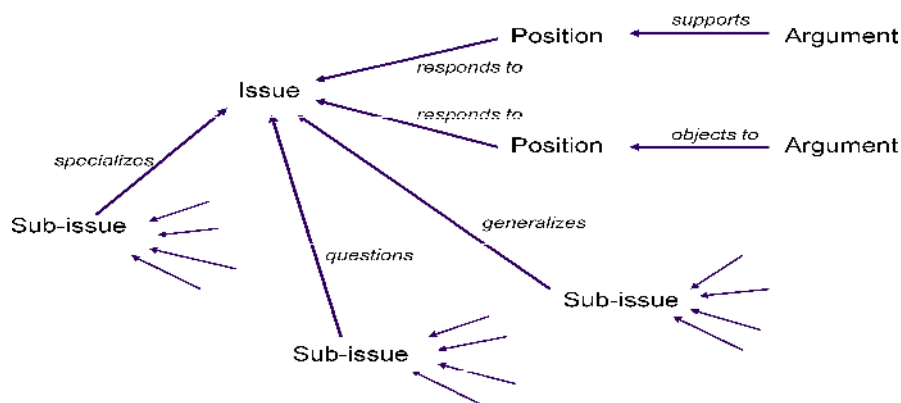 supports
Position
Argument
responds to
Issue
responds to
Position
objects to
Argument
specializes
Sub-issue
generalizes
questions
Sub-issue
Sub-issue